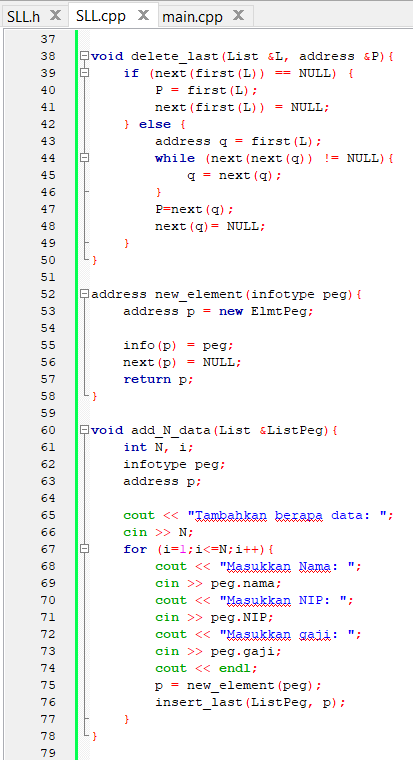 SLL.h X SLL.cpp X main.cpp X
37
38 void delete_last(List &L, address &P){
39     if (next(first(L)) == NULL) {
40         P = first(L);
41         next(first(L)) = NULL;
42     } else {
43         address q = first(L);
44         while (next(next(q)) != NULL){
45             q = next(q);
46         }
47         P=next(q);
48         next(q)= NULL;
49     }
50 }
51
52 address new_element(infotype peg){
53     address p = new ElmtPeg;
54
55     info(p) = peg;
56     next(p) = NULL;
57     return p;
58 }
59
60 void add_N_data(List &ListPeg){
61     int N, i;
62     infotype peg;
63     address p;
64
65     cout << "Tambahkan berapa data: ";
66     cin >> N;
67     for (i=1;i<=N;i++){
68         cout << "Masukkan Nama: ";
69         cin >> peg.nama;
70         cout << "Masukkan NIP: ";
71         cin >> peg.NIP;
72         cout << "Masukkan gaji: ";
73         cin >> peg.gaji;
74         cout << endl;
75         p = new_element(peg);
76         insert_last(ListPeg, p);
77     }
78 }
79